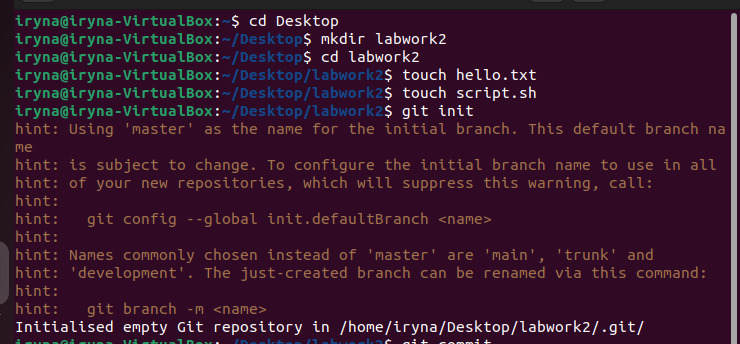 iryna@iryna-VirtualBox:~$ cd Desktop
iryna@iryna-VirtualBox:~/Desktop$ mkdir labwork2
iryna@iryna-VirtualBox:~/Desktop$ cd labwork2
iryna@iryna-VirtualBox:~/Desktop/labwork2$ touch hello.txt
iryna@iryna-VirtualBox:~/Desktop/labwork2$ touch script.sh
iryna@iryna-VirtualBox:~/Desktop/labwork2$ git init
hint: Using 'master' as the name for the initial branch. This default branch na
me
hint: is subject to change. To configure the initial branch name to use in all
hint: of your new repositories, which will suppress this warning, call:
hint:
hint:   git config --global init.defaultBranch <name>
hint:
hint: Names commonly chosen instead of 'master' are 'main', 'trunk' and
hint: 'development'. The just-created branch can be renamed via this command:
hint:
hint:   git branch -m <name>
Initialised empty Git repository in /home/iryna/Desktop/labwork2/.git/
iryna@iryna-VirtualBox:~/Desktop/labwork2$ git commit